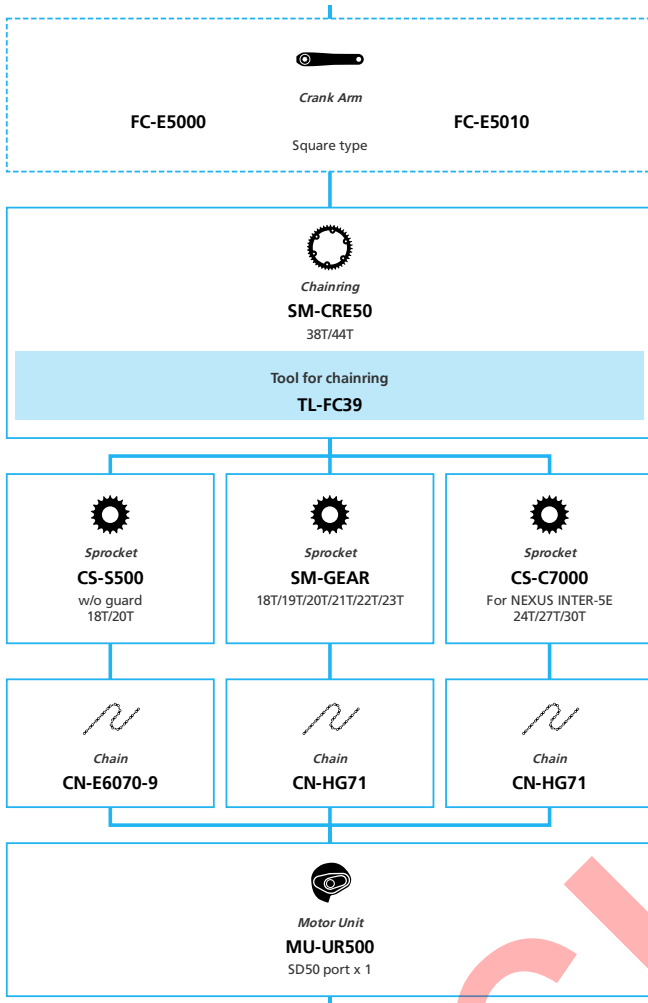 Crank Arm
FC-E5000
FC-E5010
Square type
Chainring
SM-CRE50
38T/44T
Tool for chainring
TL-FC39
Sprocket
CS-S500
w/o guard
18T/20T
Sprocket
SM-GEAR
18T/19T/20T/21T/22T/23T
Sprocket
CS-C7000
For NEXUS INTER-5E
24T/27T/30T
Chain
CN-E6070-9
Chain
CN-HG71
Chain
CN-HG71
Motor Unit
MU-UR500
SD50 port x 1